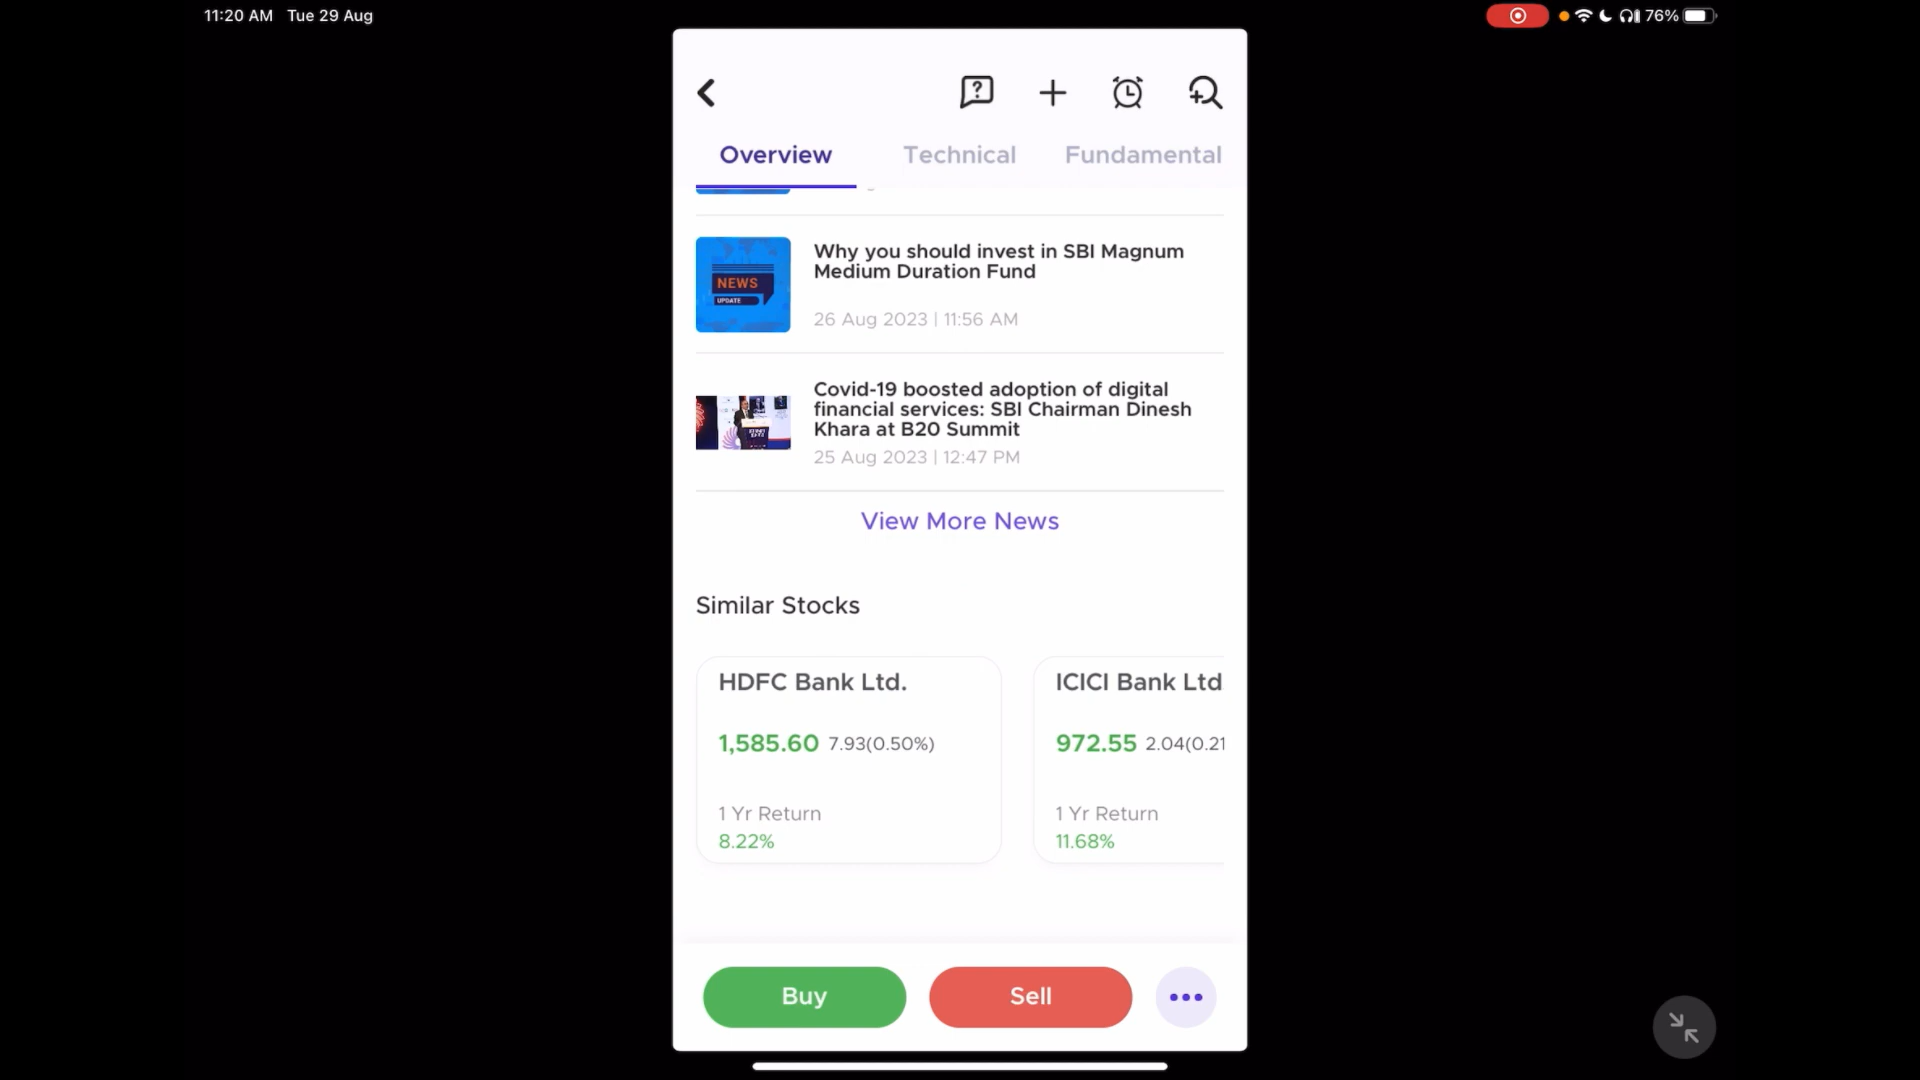 11:20 AM Tue 29 Aug
76%
Overview Technical Fundamental
Why you should invest in SBI Magnum
Medium Duration Fund
NEWS
UPDATE
26 Aug 2023 | 11:56 AM
Covid-19 boosted adoption of digital
financial services: SBI Chairman Dinesh
Khara at B20 Summit
25 Aug 2023 | 12:47 PM
View More News
Similar Stocks
HDFC Bank Ltd.
1,585.60 7.93(0.50%)
1 Yr Return
8.22%
ICICI Bank Ltd
972.55 2.04(0.21
1 Yr Return
11.68%
Buy Sell